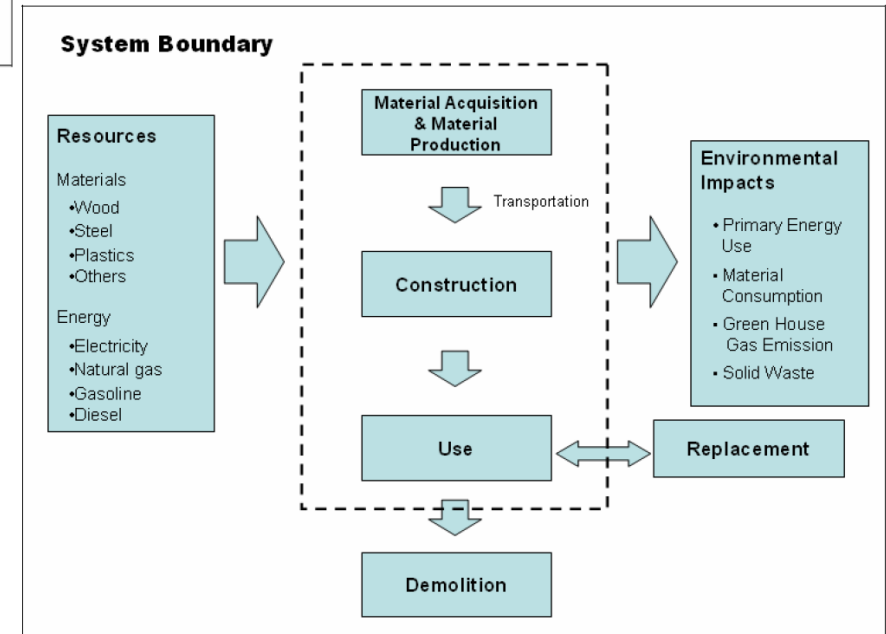 System Boundary
Resources
Materials
•Wood
•Steel
•Plastics
•Others
Energy
•Electricity
•Natural gas
•Gasoline
•Diesel
Material Acquisition
& Material
Production
Transportation
Construction
Use
Demolition
Environmental
Impacts
• Primary Energy
Use
▪ Material
Consumption
▪ Green House
Gas Emission
▪ Solid Waste
Replacement